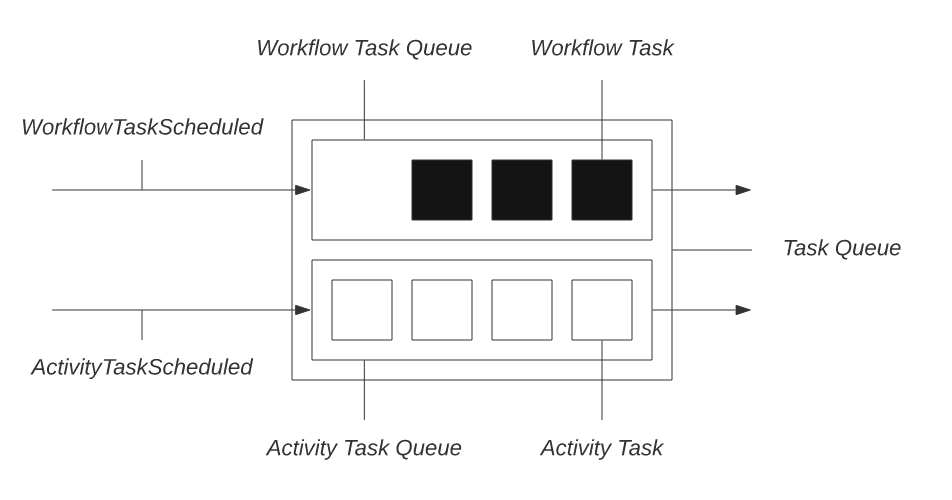 Workflow Task Queue
Workflow Task
WorkflowTaskScheduled
Task Queue
ActivityTaskScheduled
Activity Task Queue
Activity Task